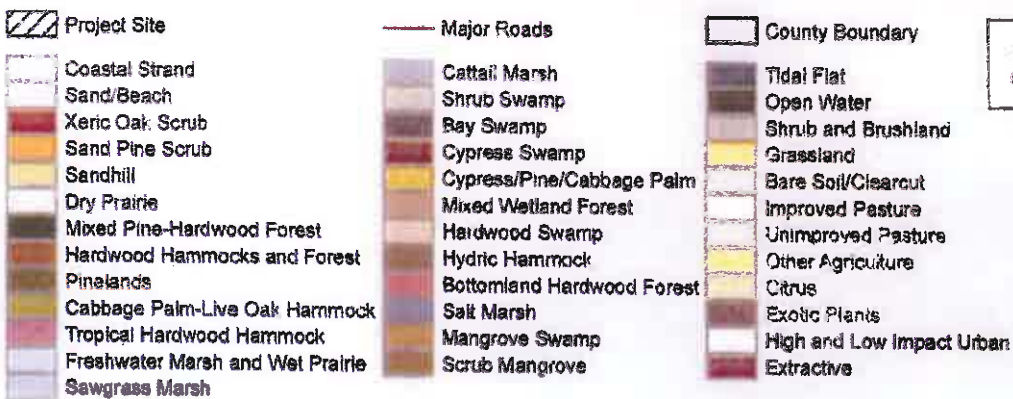 Project Site
Coastal Strand
Sand/Beach
Xeric Oak Scrub
Sand Pine Scrub
Sandhill
Dry Prairie
Mixed Pine-Hardwood Forest
Hardwood Hammocks and Forest
Pinelands
Cabbage Palm-Live Oak Hammock
Tropical Hardwood Hammock
Freshwater Marsh and Wet Prairie
Sawgrass Marsh
Major Roads
Cattail Marsh
Shrub Swamp
Bay Swamp
Cypress Swamp
Cypress/Pine/Cabbage Palm
Mixed Wetland Forest
Hardwood Swamp
Hydric Hammock
Bottomland Hardwood Forest
Salt Marsh
Mangrove Swamp
Scrub Mangrove
County Boundary
Tidal Flat
Open Water
Shrub and Brushland
Grassland
Bare Soil/Clearcut
Improved Pasture
Unimproved Pasture
Other Agriculture
Citrus
Exotic Plants
High and Low Impact Urban
Extractive